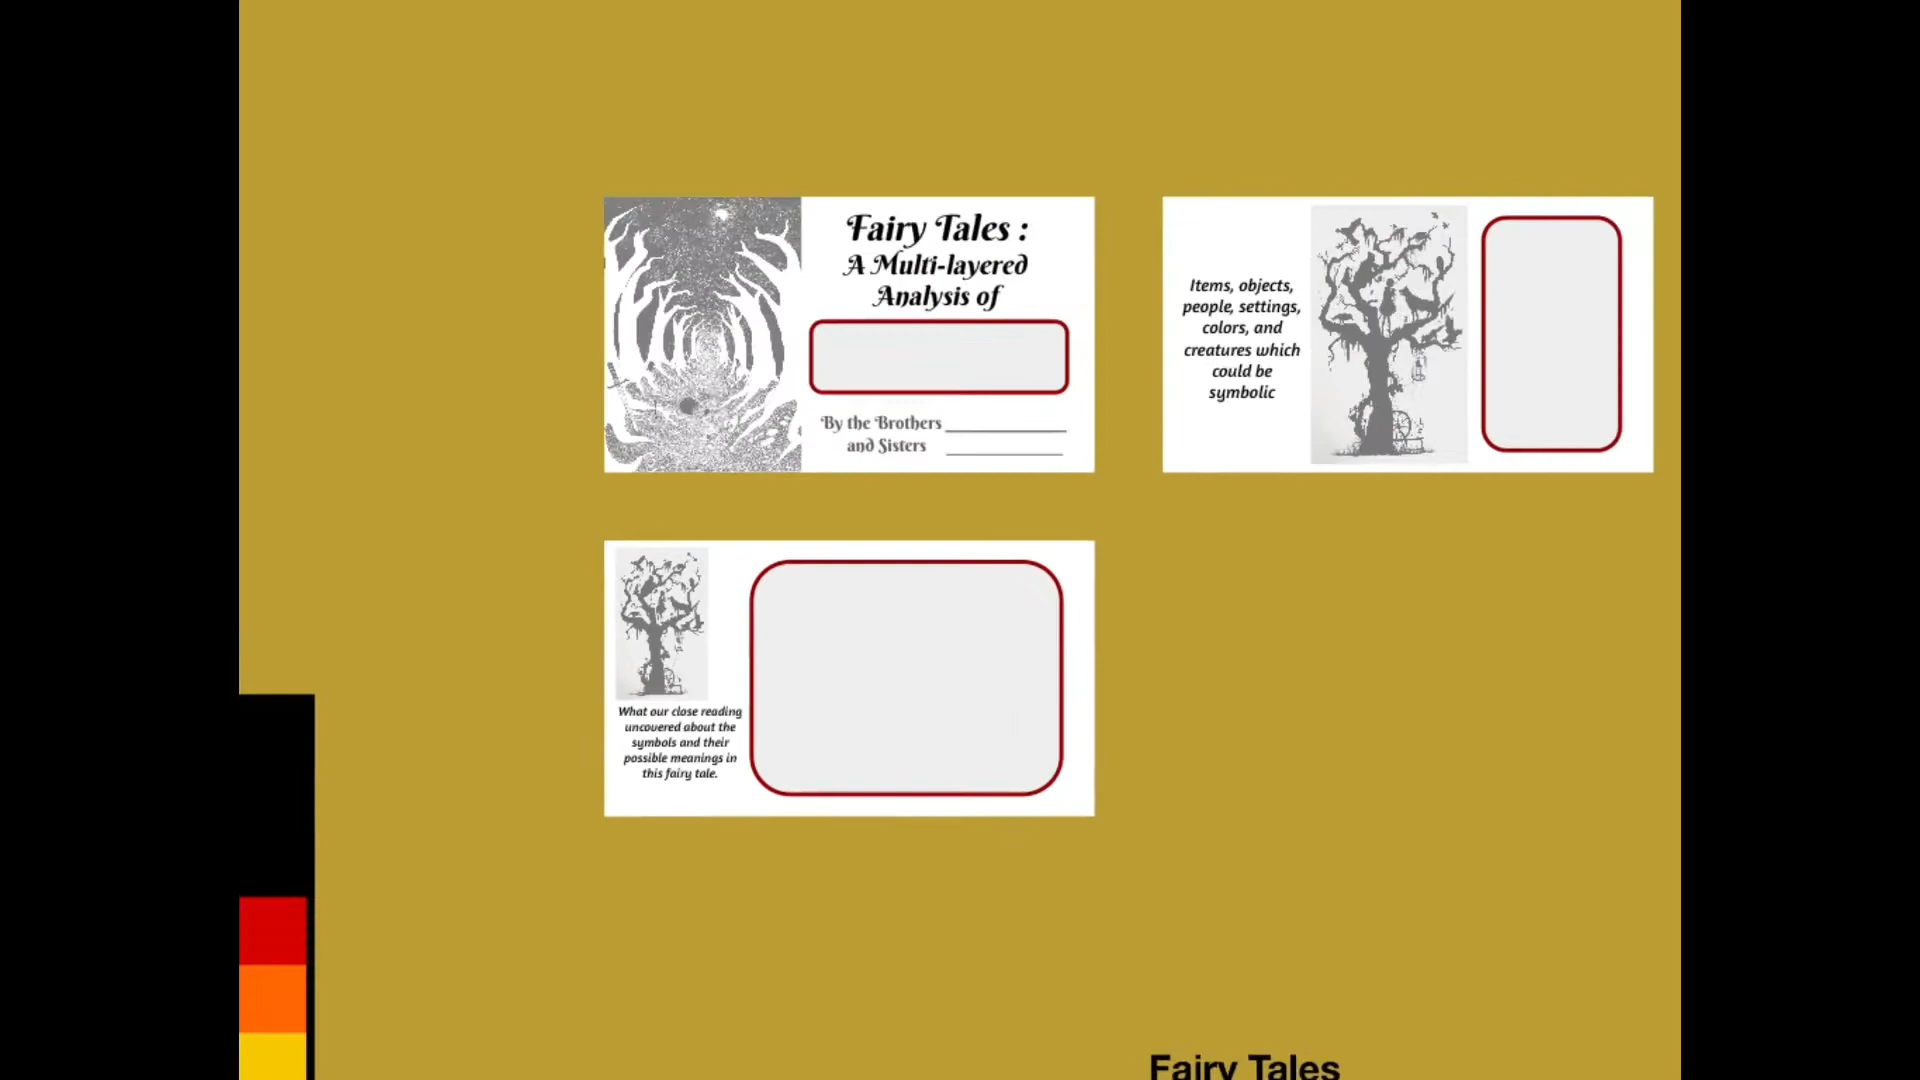 Fairy Tales :
A Multi-layered
Analysis of
By the Brothers
and Sisters
Items, objects,
people, settings,
colors, and
creatures which
could be
symbolic
What our close reading
uncovered about the
symbols and their
possible meanings in
this fairy tale.
Fairy Tales